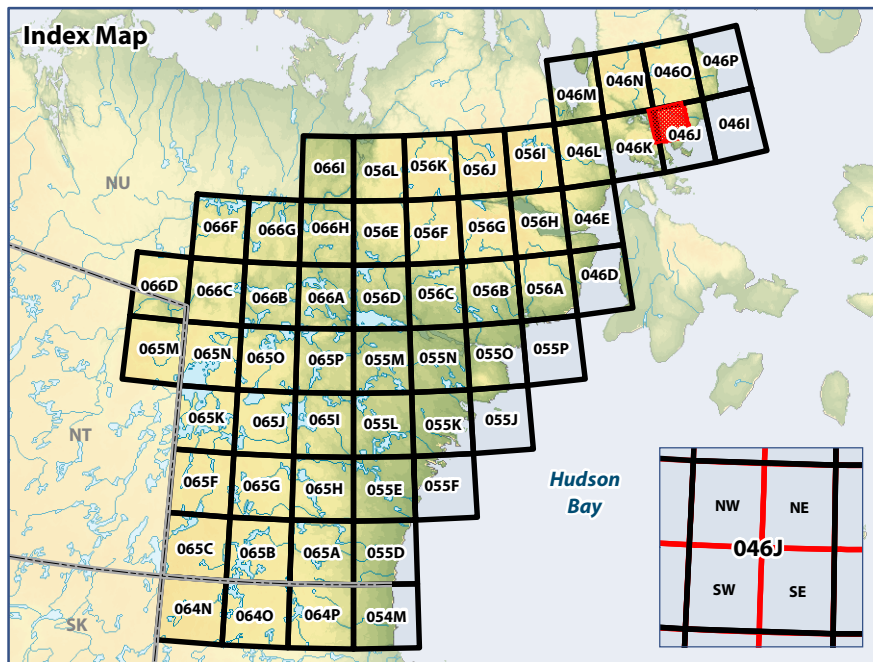 Index Map
046M 046N 046O 046P
066I 056L 056K 056J 056I 046L 046K 046J 046I
NU
066F 066G 066H 056E 056F 056G 056H 046E
066D 066C 066B 066A 056D 056C 056B 056A 046D
065M 065N 065O 065P 055M 055N 055O 055P
NT
065K 065J 065I 055L 055K 055J
065F 065G 065H 055E 055F
Hudson
Bay
065C 065B 065A 055D
SK
064N 064O 064P 054M
NW NE
046J
SW SE